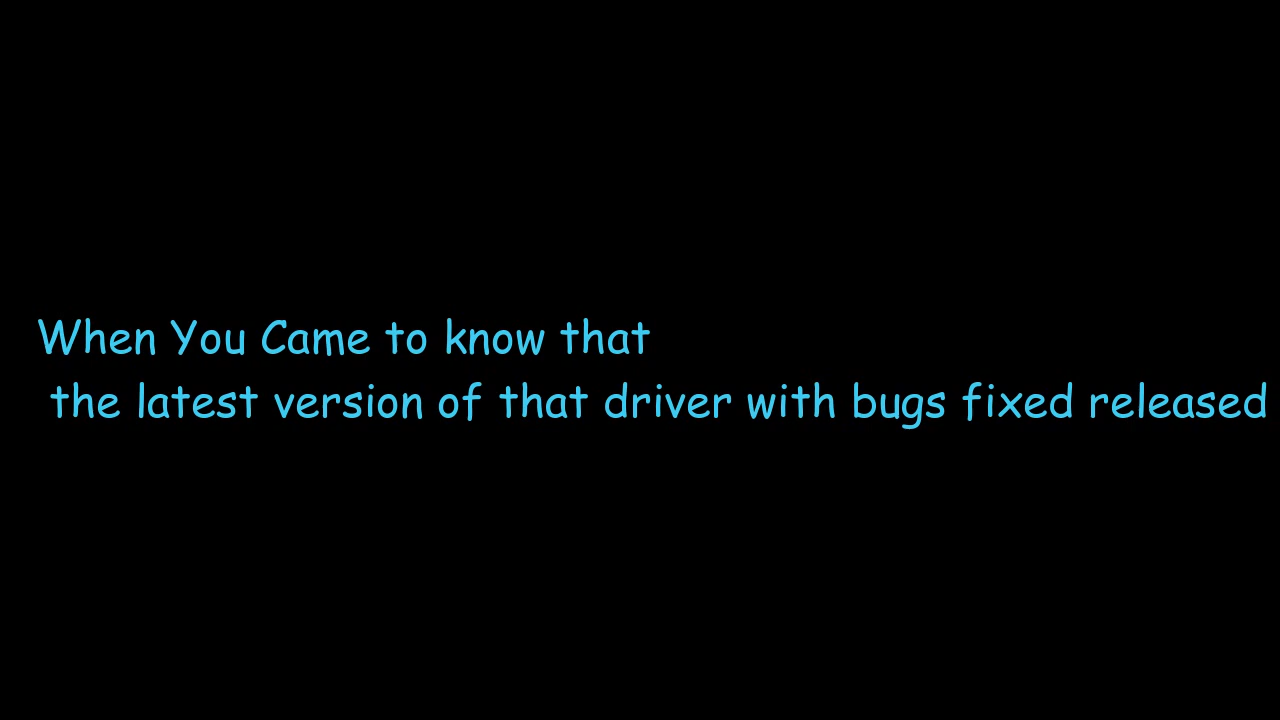 When You Came to know that
the latest version of that driver with bugs fixed released